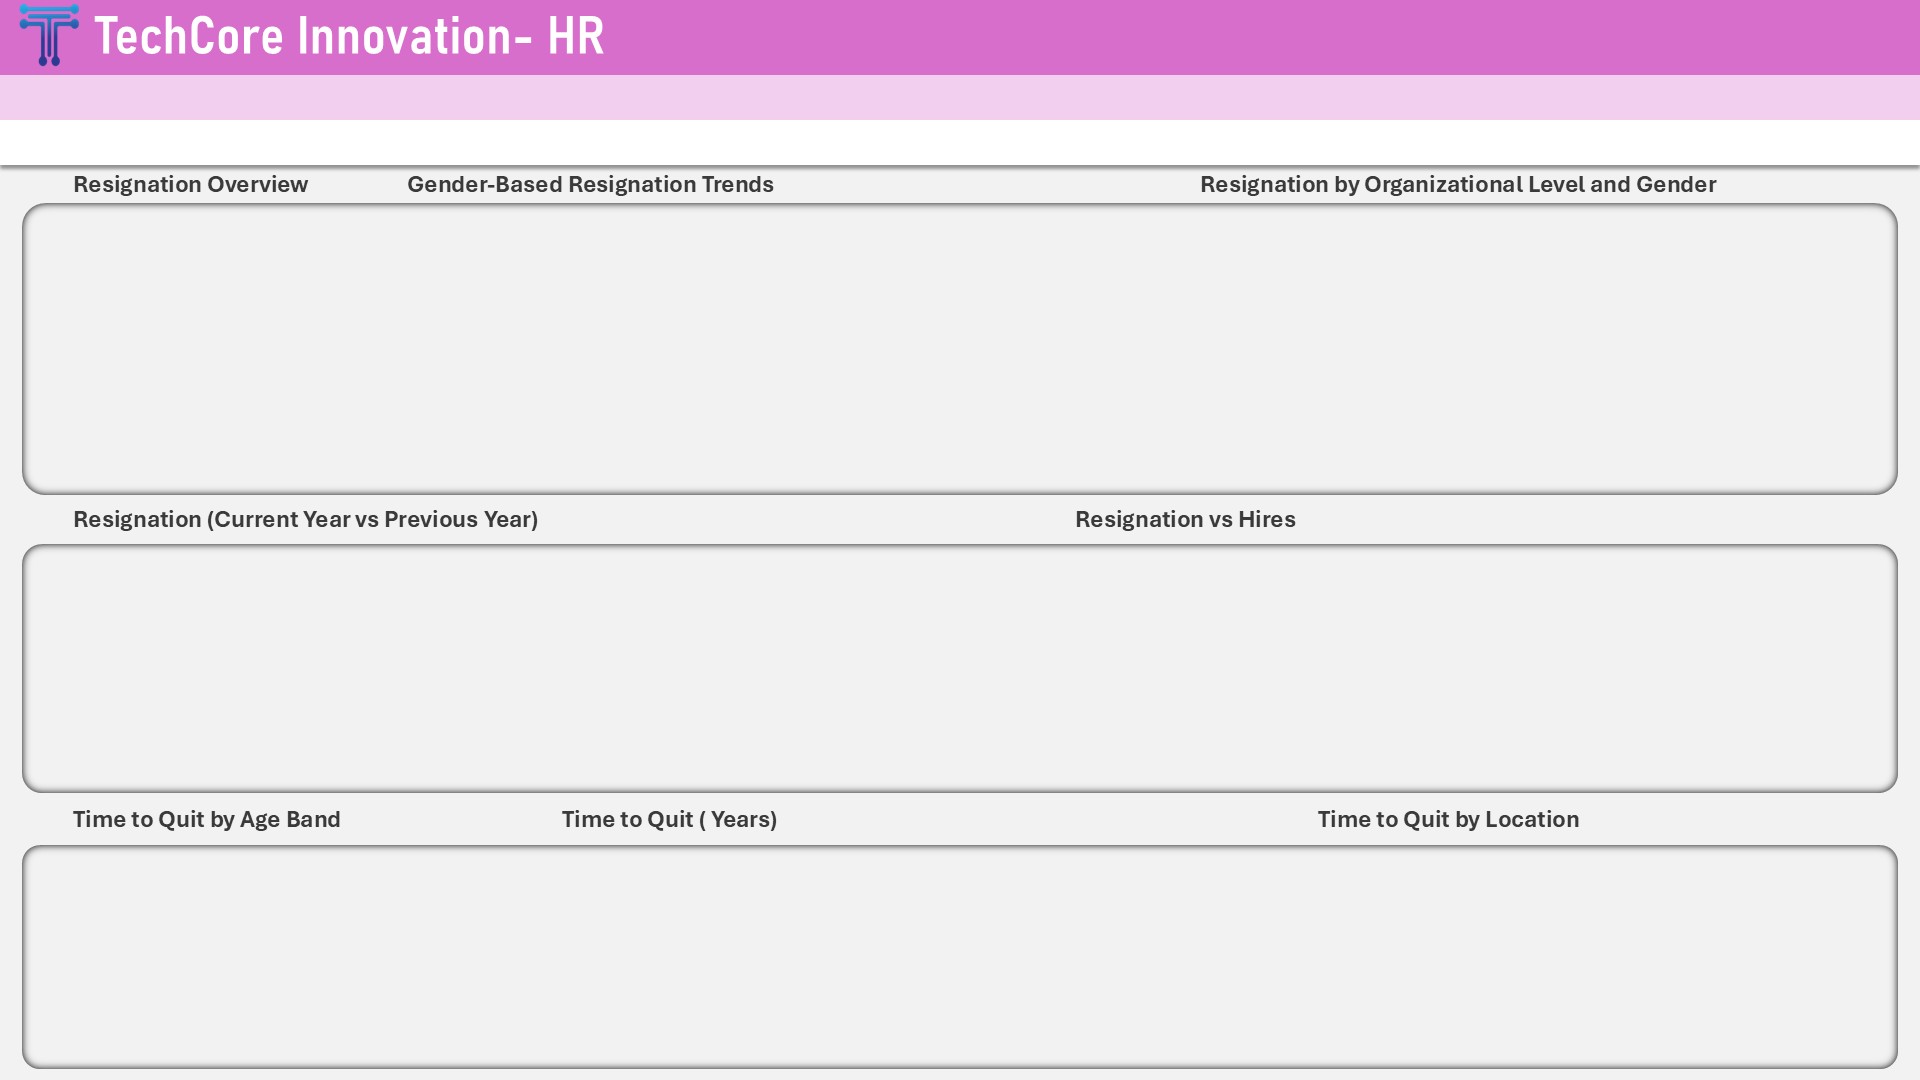 TechCore Innovation- HR
Resignation Overview
Gender-Based Resignation Trends
Resignation by Organizational Level and Gender
Resignation (Current Year vs Previous Year)
Resignation vs Hires
Time to Quit by Age Band
Time to Quit ( Years)
Time to Quit by Location